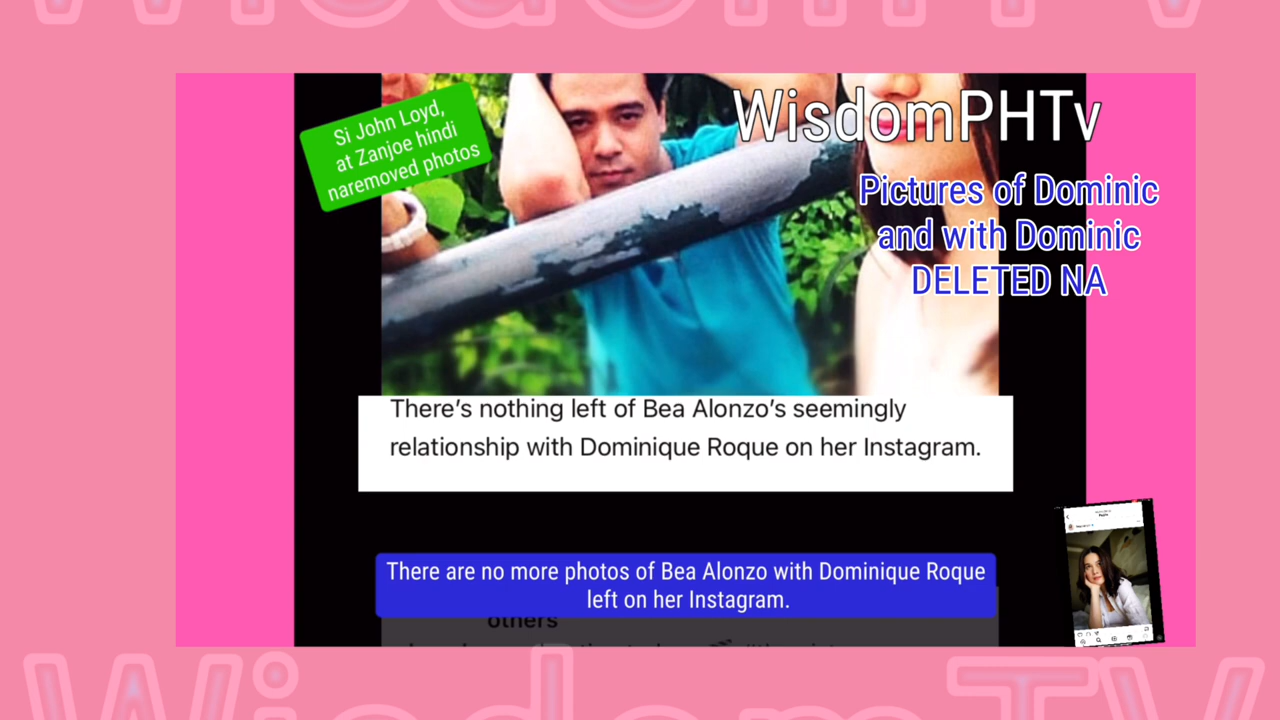 WisdomPHTv
Si John Loyd,
at Zanjoe hindi
naremoved photos
WisdomPHTv
Pictures of Dominic
and with Dominic
DELETED NA
There's nothing left of Bea Alonzo's seemingly
relationship with Dominique Roque on her Instagram.
There are no more photos of Bea Alonzo with Dominique Roque
left on her Instagram.
others
WisdomTV